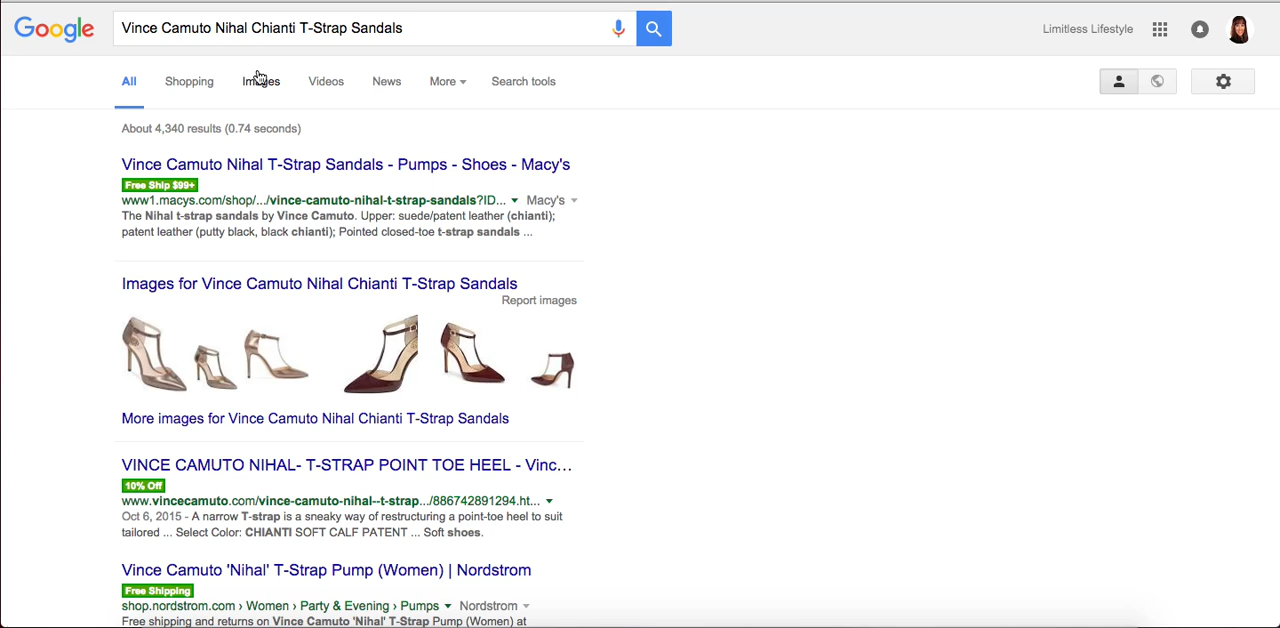 Google
Vince Camuto Nihal Chianti T-Strap Sandals
Limitless Lifestyle
All Shopping Images Videos News More Search tools
About 4,340 results (0.74 seconds)
Vince Camuto Nihal T-Strap Sandals - Pumps - Shoes - Macy's
Free Ship $99+
www1.macys.com/shop/.../vince-camuto-nihal-t-strap-sandals?ID... Macy's
The Nihal t-strap sandals by Vince Camuto. Upper: suede/patent leather (chianti);
patent leather (putty black, black chianti); Pointed closed-toe t-strap sandals ...
Images for Vince Camuto Nihal Chianti T-Strap Sandals
Report images
More images for Vince Camuto Nihal Chianti T-Strap Sandals
VINCE CAMUTO NIHAL- T-STRAP POINT TOE HEEL - Vinc...
10% Off
www.vincecamuto.com/vince-camuto-nihal--t-strap.../886742891294.ht...
Oct 6, 2015 - A narrow T-strap is a sneaky way of restructuring a point-toe heel to suit
tailored ... Select Color: CHIANTI SOFT CALF PATENT ... Soft shoes.
Vince Camuto 'Nihal' T-Strap Pump (Women) | Nordstrom
Free Shipping
shop.nordstrom.com › Women › Party & Evening › Pumps Nordstrom
Free shipping and returns on Vince Camuto 'Nihal' T-Strap Pump (Women) at